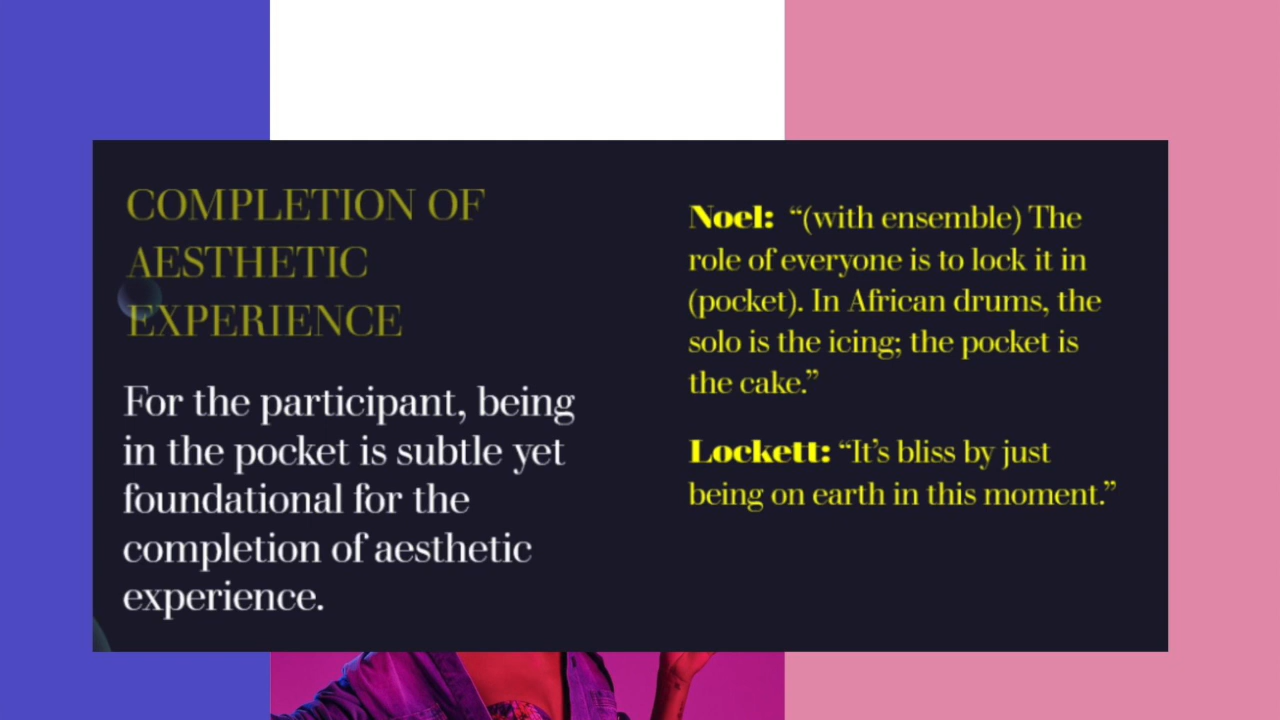 COMPLETION OF
AESTHETIC
EXPERIENCE
For the participant, being
in the pocket is subtle yet
foundational for the
completion of aesthetic
experience.
Noel: “(with ensemble) The
role of everyone is to lock it in
(pocket). In African drums, the
solo is the icing; the pocket is
the cake.”
Lockett: “It’s bliss by just
being on earth in this moment.”